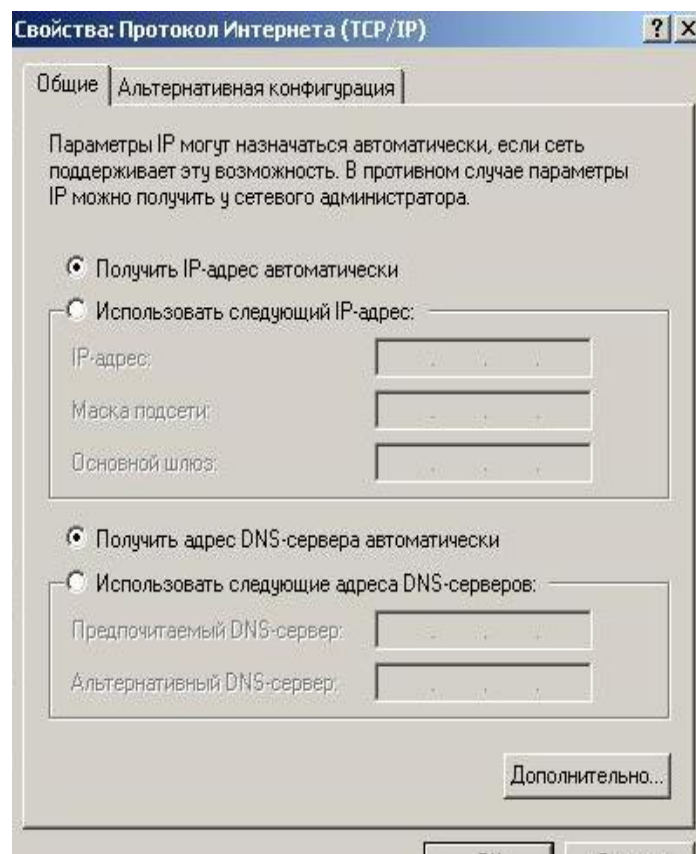 Свойства: Протокол Интернета (TCP/IP)
Общие
Альтернативная конфигурация
Параметры IP могут назначаться автоматически, если сеть
поддерживает эту возможность. В противном случае параметры
IP можно получить у сетевого администратора.
Получить IP-адрес автоматически
Использовать следующий IP-адрес:
IP-адрес:
Маска подсети:
Основной шлюз:
Получить адрес DNS-сервера автоматически
Использовать следующие адреса DNS-серверов:
Предпочитаемый DNS-сервер:
Альтернативный DNS-сервер:
Дополнительно...